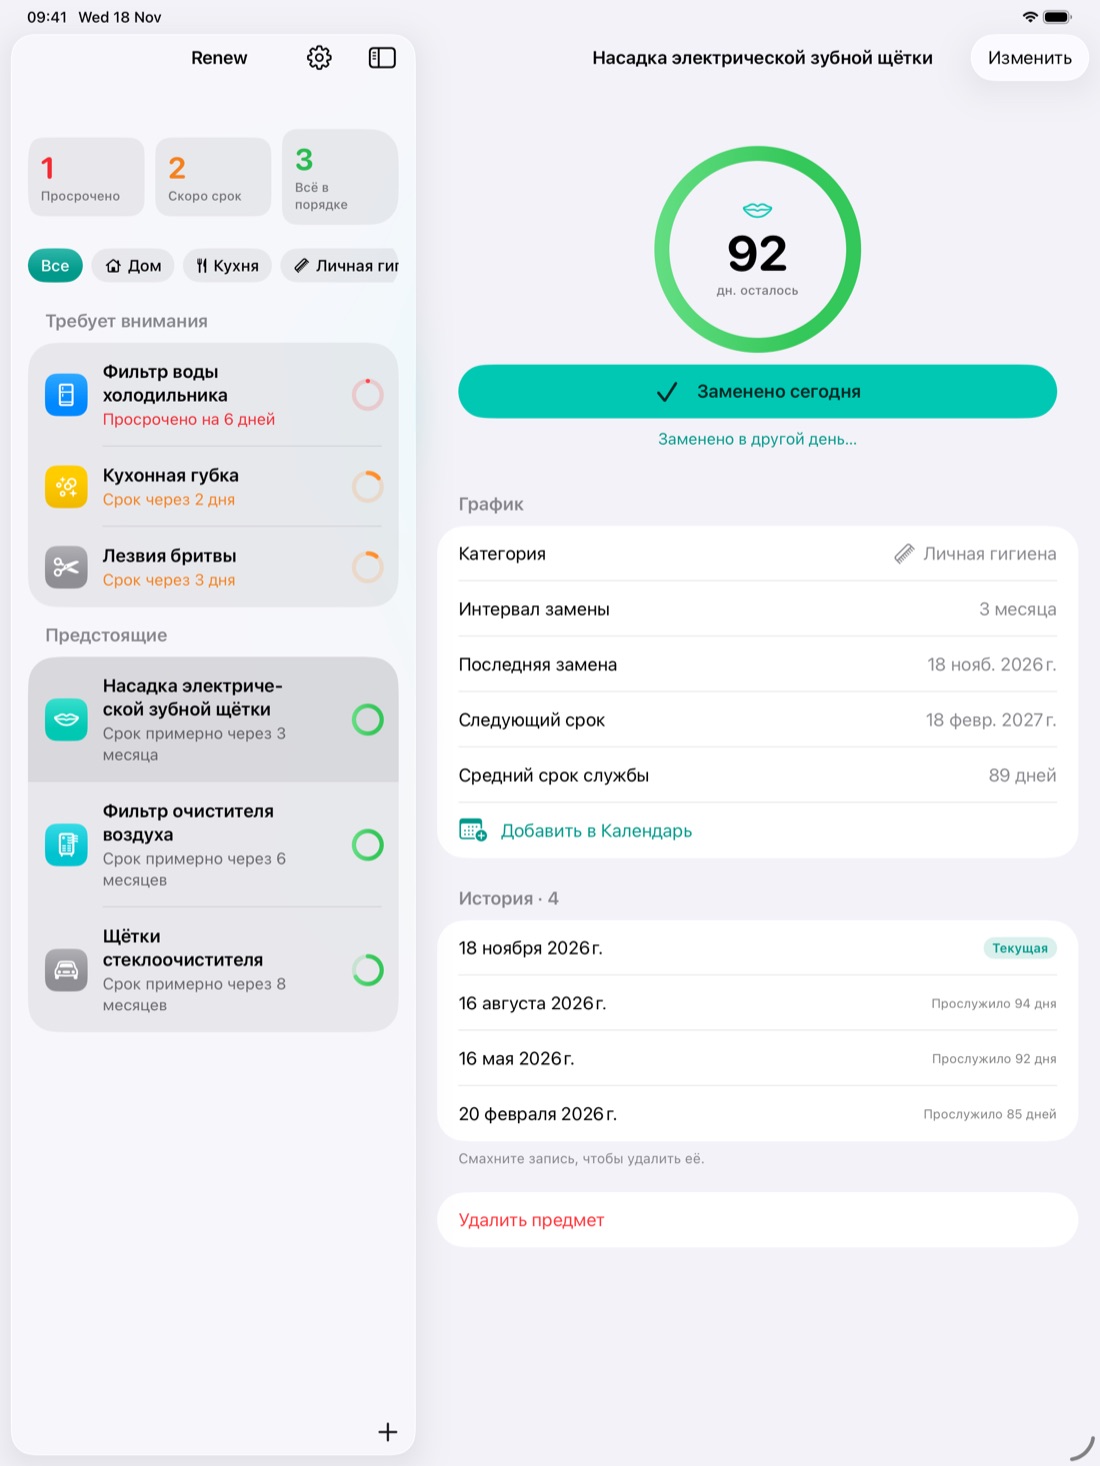 09:41 Wed 18 Nov
Renew
1
Просрочено
2
Скоро срок
3
Всё в
порядке
Все
Дом
Кухня
Личная гиг
Требует внимания
Фильтр воды
холодильника
Просрочено на 6 дней
Кухонная губка
Срок через 2 дня
Лезвия бритвы
Срок через 3 дня
Предстоящие
Насадка электриче-
ской зубной щётки
Срок примерно через 3
месяца
Фильтр очистителя
воздуха
Срок примерно через 6
месяцев
Щётки
стеклоочистителя
Срок примерно через 8
месяцев
Насадка электрической зубной щётки
Изменить
92
дн. осталось
Заменено сегодня
Заменено в другой день...
График
Категория Личная гигиена
Интервал замены 3 месяца
Последняя замена 18 нояб. 2026 г.
Следующий срок 18 февр. 2027 г.
Средний срок службы 89 дней
Добавить в Календарь
История · 4
18 ноября 2026 г. Текущая
16 августа 2026 г. Прослужило 94 дня
16 мая 2026 г. Прослужило 92 дня
20 февраля 2026 г. Прослужило 85 дней
Смахните запись, чтобы удалить её.
Удалить предмет